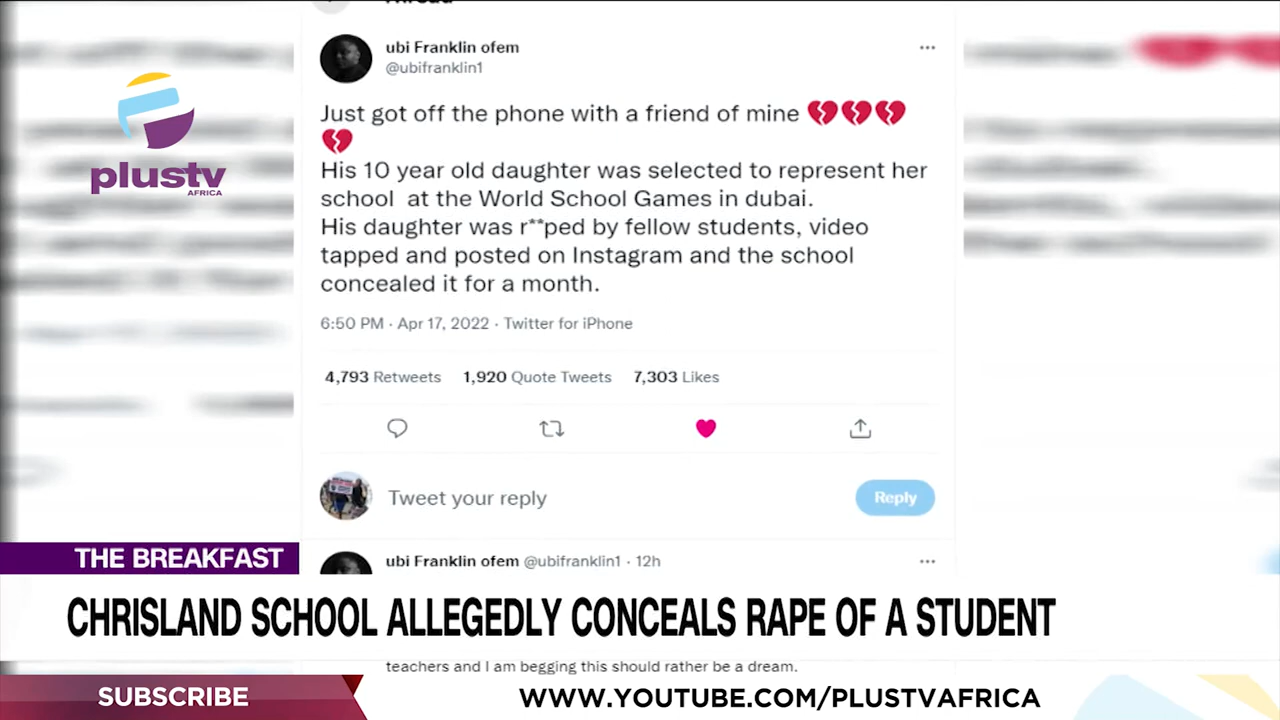 Thread
ubi Franklin ofem
@ubifranklin1
Just got off the phone with a friend of mine 💔💔💔
💔
His 10 year old daughter was selected to represent her
school at the World School Games in dubai.
His daughter was r**ped by fellow students, video
tapped and posted on Instagram and the school
concealed it for a month.
6:50 PM · Apr 17, 2022 · Twitter for iPhone
4,793 Retweets 1,920 Quote Tweets 7,303 Likes
Tweet your reply
Reply
ubi Franklin ofem @ubifranklin1 · 12h
plustv
AFRICA
THE BREAKFAST
CHRISLAND SCHOOL ALLEGEDLY CONCEALS RAPE OF A STUDENT
teachers and I am begging this should rather be a dream.
SUBSCRIBE
WWW.YOUTUBE.COM/PLUSTVAFRICA